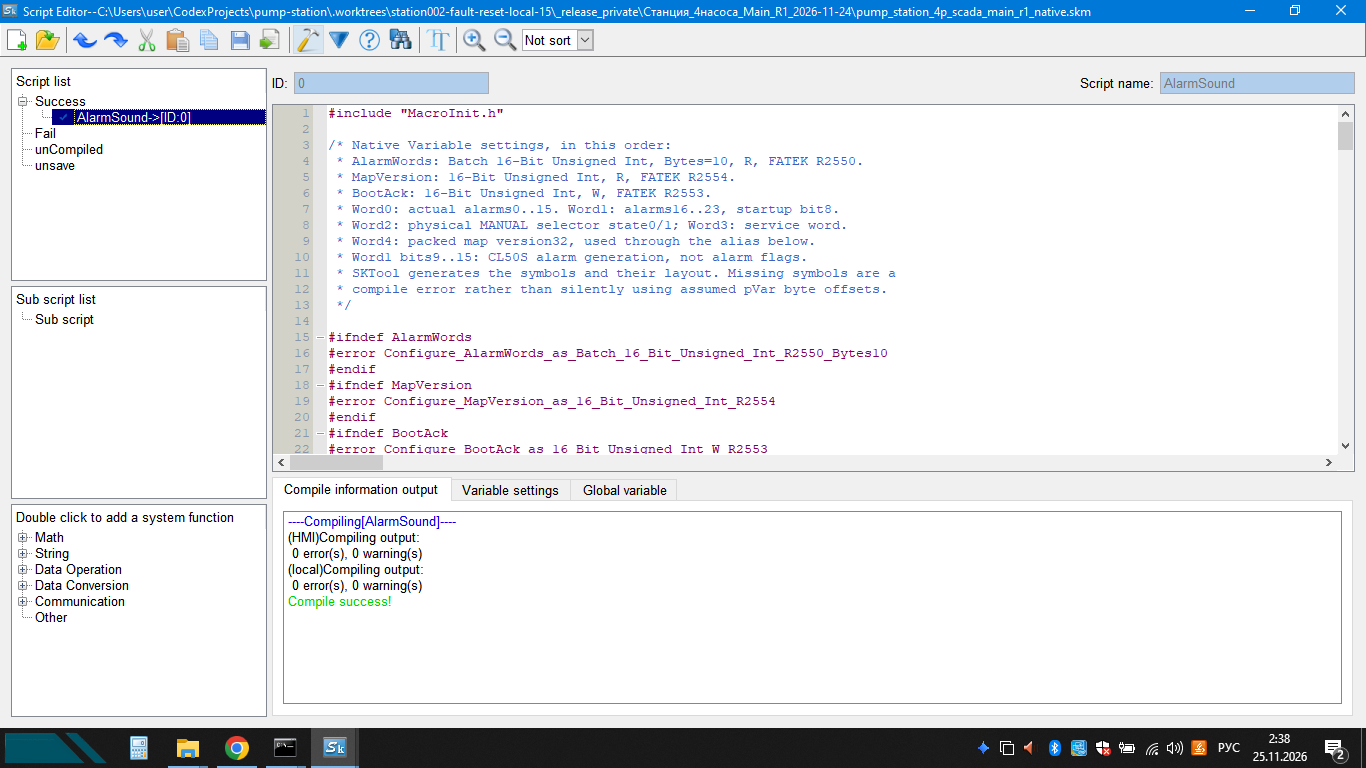 Script Editor--C:\Users\user\CodexProjects\pump-station\.worktrees\station002-fault-reset-local-15\_release_private\Станция_4насоса_Main_R1_2026-11-24\pump_station_4p_scada_main_r1_native.skm
Not sort
Script list
Success
AlarmSound->[ID:0]
Fail
unCompiled
unsave
Sub script list
Sub script
Double click to add a system function
Math
String
Data Operation
Data Conversion
Communication
Other
ID: 0
Script name: AlarmSound
1 #include "MacroInit.h"
2
3 /* Native Variable settings, in this order:
4  * AlarmWords: Batch 16-Bit Unsigned Int, Bytes=10, R, FATEK R2550.
5  * MapVersion: 16-Bit Unsigned Int, R, FATEK R2554.
6  * BootAck: 16-Bit Unsigned Int, W, FATEK R2553.
7  * Word0: actual alarms0..15. Word1: alarms16..23, startup bit8.
8  * Word2: physical MANUAL selector state0/1; Word3: service word.
9  * Word4: packed map version32, used through the alias below.
10  * Word1 bits9..15: CL50S alarm generation, not alarm flags.
11  * SKTool generates the symbols and their layout. Missing symbols are a
12  * compile error rather than silently using assumed pVar byte offsets.
13  */
14
15 #ifndef AlarmWords
16 #error Configure_AlarmWords_as_Batch_16_Bit_Unsigned_Int_R2550_Bytes10
17 #endif
18 #ifndef MapVersion
19 #error Configure_MapVersion_as_16_Bit_Unsigned_Int_R2554
20 #endif
21 #ifndef BootAck
22 #error Configure_BootAck_as_16_Bit_Unsigned_Int_W_R2553
Compile information output
Variable settings
Global variable
----Compiling[AlarmSound]----
(HMI)Compiling output:
0 error(s), 0 warning(s)
(local)Compiling output:
0 error(s), 0 warning(s)
Compile success!
РУС
2:38
25.11.2026
2